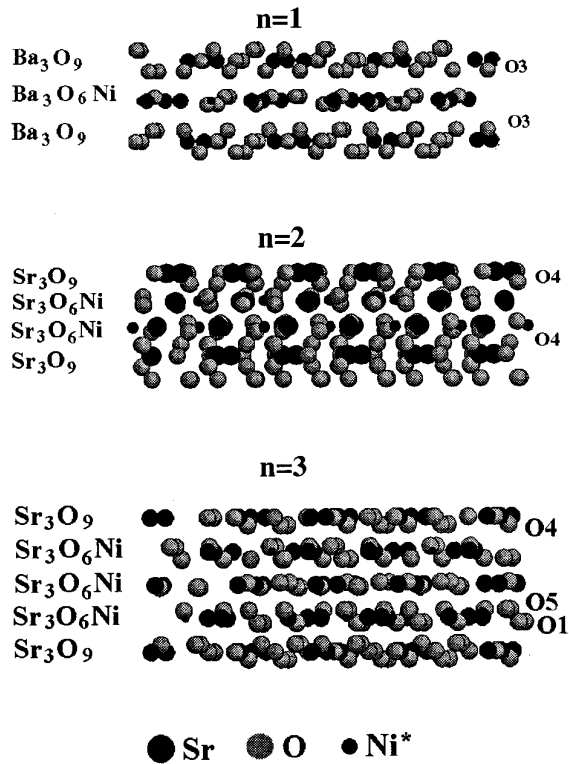 n=1
Ba3O9 O3
Ba3O6Ni
Ba3O9 O3
n=2
Sr3O9 O4
Sr3O6Ni
Sr3O6Ni O4
Sr3O9
n=3
Sr3O9 O4
Sr3O6Ni
Sr3O6Ni O5
Sr3O6Ni O1
Sr3O9
Sr O Ni*